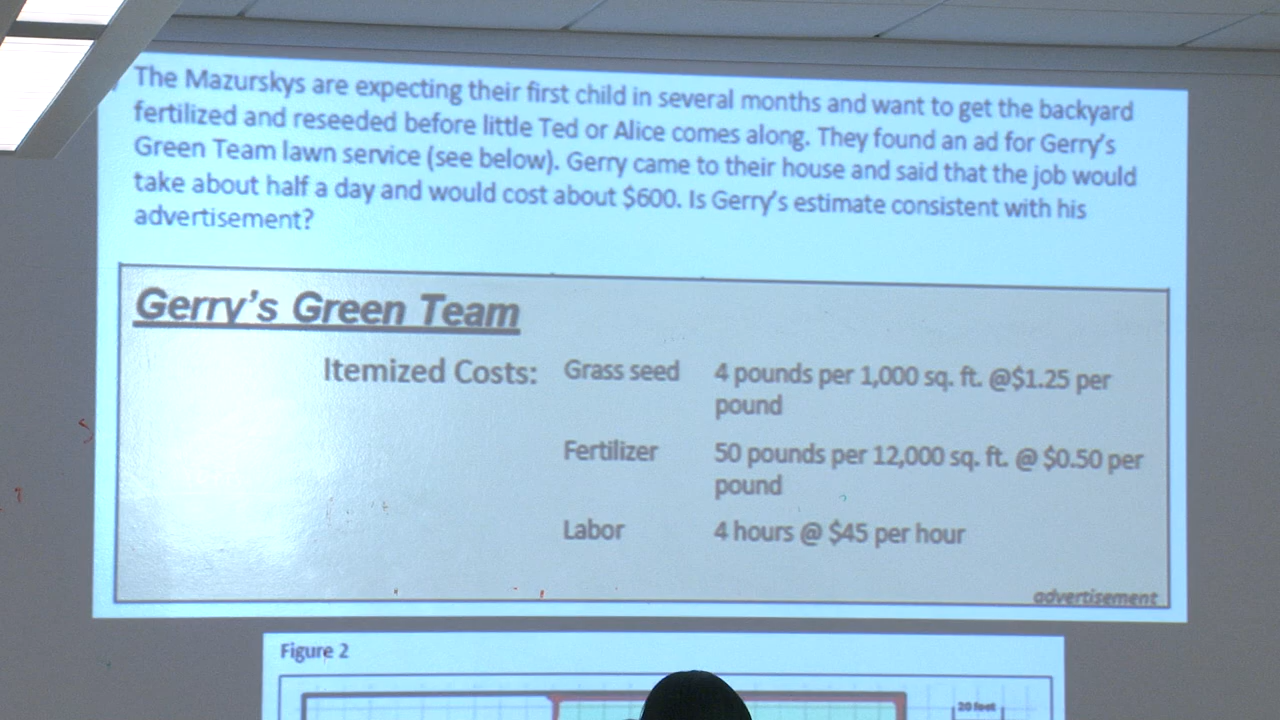 The Mazurskys are expecting their first child in several months and want to get the backyard
fertilized and reseeded before little Ted or Alice comes along. They found an ad for Gerry's
Green Team lawn service (see below). Gerry came to their house and said that the job would
take about half a day and would cost about $600. Is Gerry's estimate consistent with his
advertisement?
Gerry's Green Team
Itemized Costs: Grass seed 4 pounds per 1,000 sq. ft. @$1.25 per
pound
Fertilizer 50 pounds per 12,000 sq. ft. @ $0.50 per
pound
Labor 4 hours @ $45 per hour
advertisement
Figure 2
20 feet